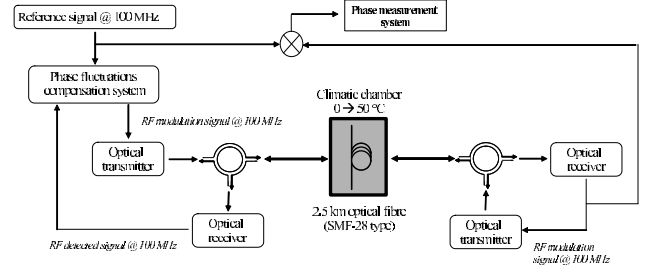 Reference signal @ 100 MHz
Phase measurement
system
Phase fluctuations
compensation system
Climatic chamber
0 → 50 °C
RF modulation signal @ 100 MHz
Optical
transmitter
Optical
receiver
2.5 km optical fibre
(SMF-28 type)
Optical
receiver
Optical
transmitter
RF detected signal @ 100 MHz
RF modulation
signal @ 100 MHz